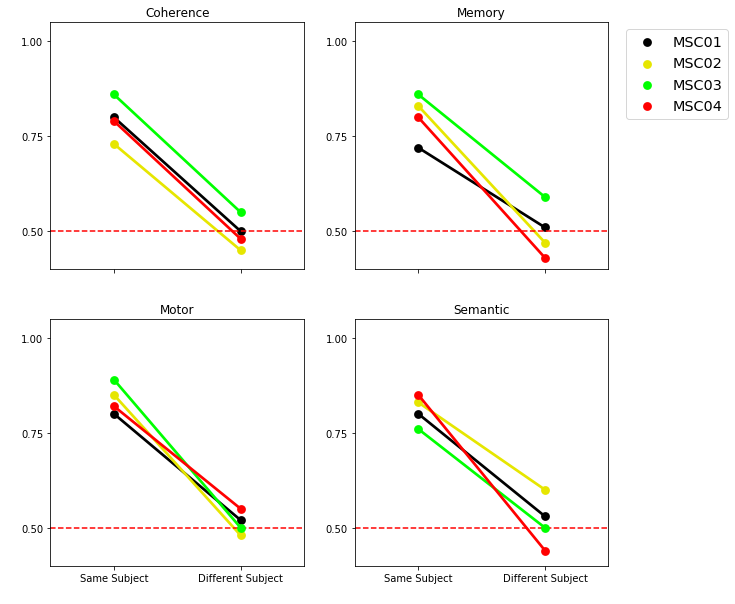 Coherence
Memory
1.00
0.75
0.50
1.00
0.75
0.50
MSC01
MSC02
MSC03
MSC04
Motor
Semantic
1.00
0.75
0.50
1.00
0.75
0.50
Same Subject
Different Subject
Same Subject
Different Subject